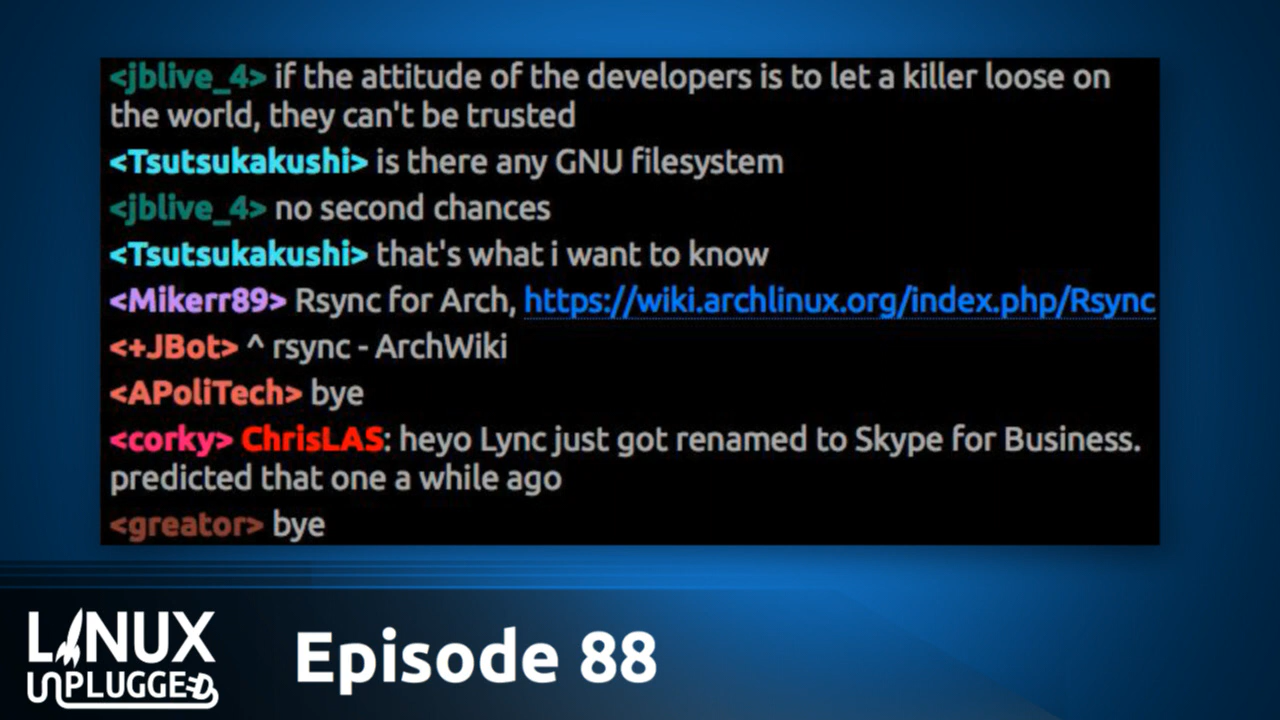 <jblive_4> if the attitude of the developers is to let a killer loose on
the world, they can't be trusted
<Tsutsukakushi> is there any GNU filesystem
<jblive_4> no second chances
<Tsutsukakushi> that's what i want to know
<Mikerr89> Rsync for Arch, https://wiki.archlinux.org/index.php/Rsync
<+JBot> ^ rsync - ArchWiki
<APoliTech> bye
<corky> ChrisLAS: heyo Lync just got renamed to Skype for Business.
predicted that one a while ago
<greator> bye
LINUX
UNPLUGGED
Episode 88